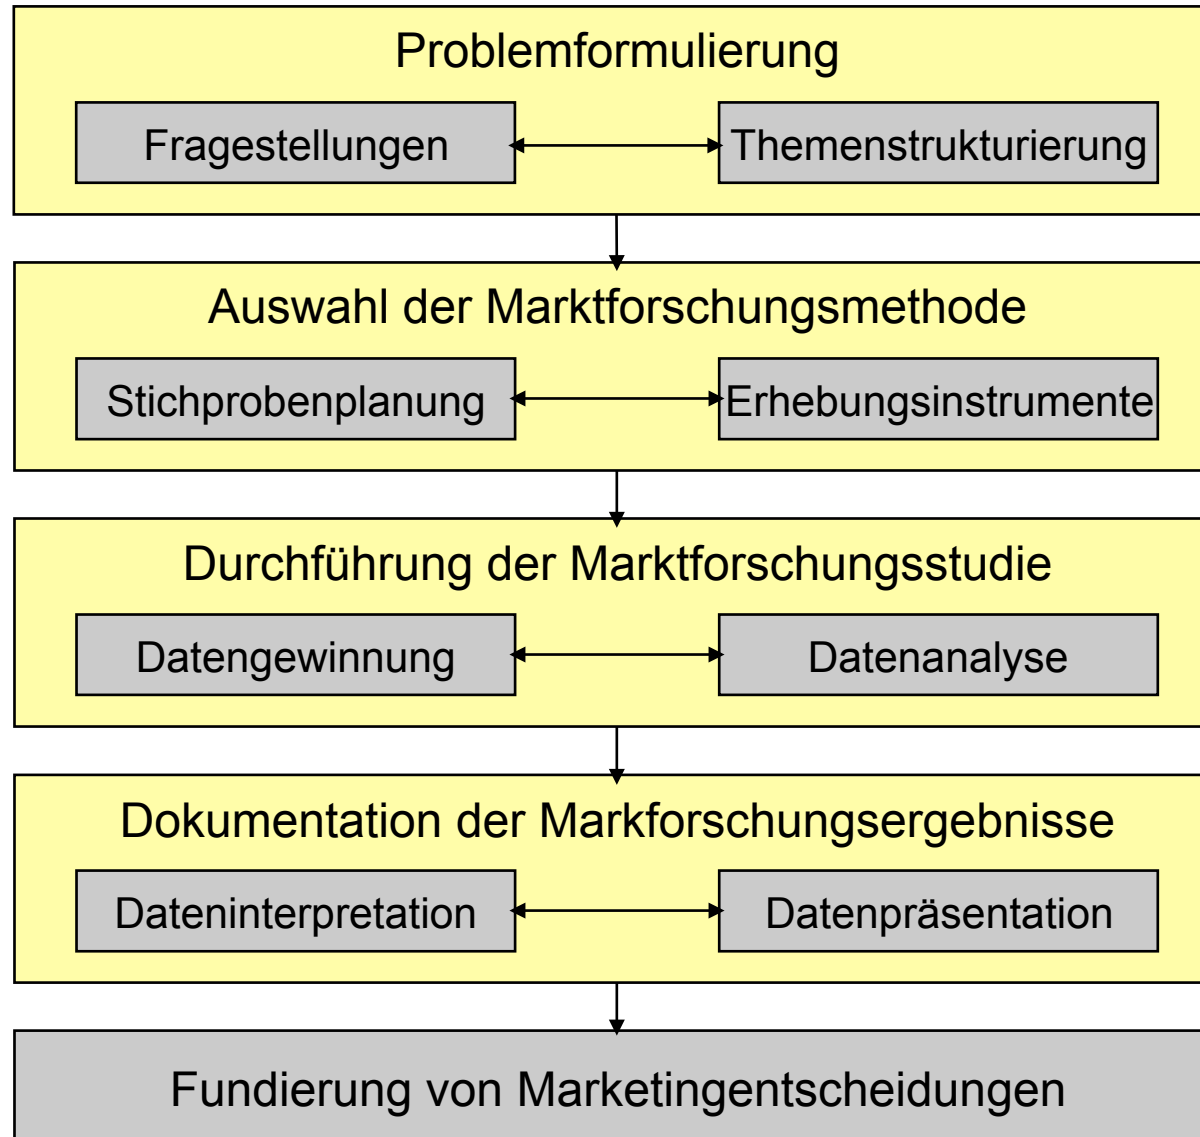 Problemformulierung
Fragestellungen
Themenstrukturierung
Auswahl der Marktforschungsmethode
Stichprobenplanung
Erhebungsinstrumente
Durchführung der Marktforschungsstudie
Datengewinnung
Datenanalyse
Dokumentation der Markforschungsergebnisse
Dateninterpretation
Datenpräsentation
Fundierung von Marketingentscheidungen